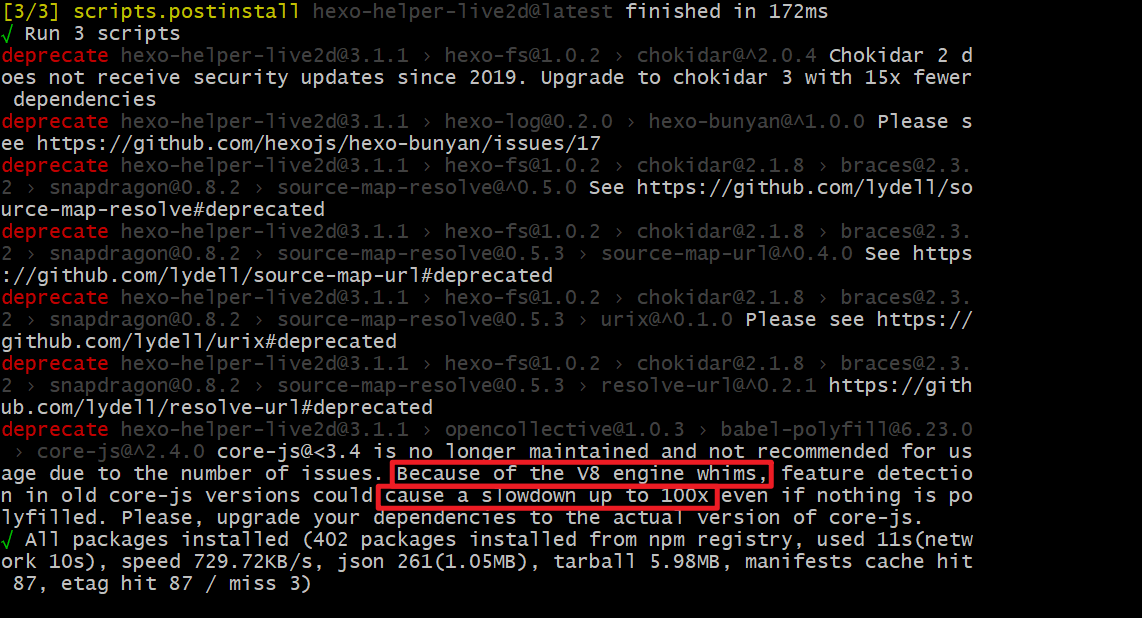 [3/3] scripts.postinstall hexo-helper-live2d@latest finished in 172ms
√ Run 3 scripts
deprecate hexo-helper-live2d@3.1.1 › hexo-fs@1.0.2 › chokidar@^2.0.4 Chokidar 2 d
oes not receive security updates since 2019. Upgrade to chokidar 3 with 15x fewer
 dependencies
deprecate hexo-helper-live2d@3.1.1 › hexo-log@0.2.0 › hexo-bunyan@^1.0.0 Please s
ee https://github.com/hexojs/hexo-bunyan/issues/17
deprecate hexo-helper-live2d@3.1.1 › hexo-fs@1.0.2 › chokidar@2.1.8 › braces@2.3.
2 › snapdragon@0.8.2 › source-map-resolve@^0.5.0 See https://github.com/lydell/so
urce-map-resolve#deprecated
deprecate hexo-helper-live2d@3.1.1 › hexo-fs@1.0.2 › chokidar@2.1.8 › braces@2.3.
2 › snapdragon@0.8.2 › source-map-resolve@0.5.3 › source-map-url@^0.4.0 See https
://github.com/lydell/source-map-url#deprecated
deprecate hexo-helper-live2d@3.1.1 › hexo-fs@1.0.2 › chokidar@2.1.8 › braces@2.3.
2 › snapdragon@0.8.2 › source-map-resolve@0.5.3 › urix@^0.1.0 Please see https://
github.com/lydell/urix#deprecated
deprecate hexo-helper-live2d@3.1.1 › hexo-fs@1.0.2 › chokidar@2.1.8 › braces@2.3.
2 › snapdragon@0.8.2 › source-map-resolve@0.5.3 › resolve-url@^0.2.1 https://gith
ub.com/lydell/resolve-url#deprecated
deprecate hexo-helper-live2d@3.1.1 › opencollective@1.0.3 › babel-polyfill@6.23.0
 › core-js@^2.4.0 core-js@<3.4 is no longer maintained and not recommended for us
age due to the number of issues. Because of the V8 engine whims, feature detectio
n in old core-js versions could cause a slowdown up to 100x even if nothing is po
lyfilled. Please, upgrade your dependencies to the actual version of core-js.
√ All packages installed (402 packages installed from npm registry, used 11s(netw
ork 10s), speed 729.72KB/s, json 261(1.05MB), tarball 5.98MB, manifests cache hit
 87, etag hit 87 / miss 3)